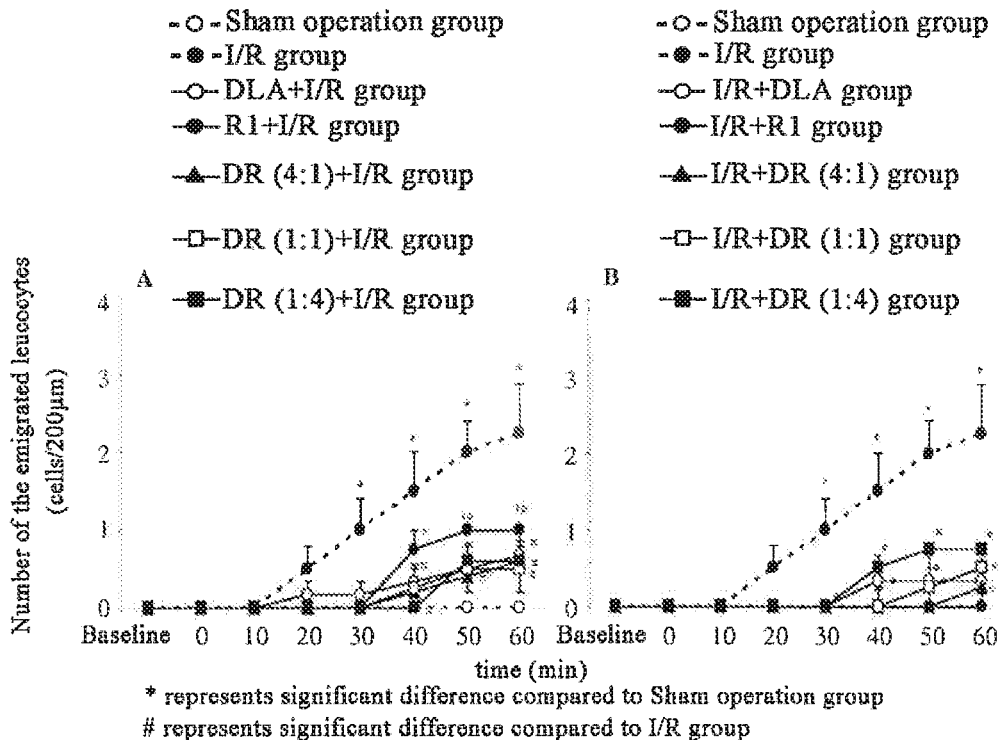 Sham operation group
I/R group
DLA+I/R group
R1+I/R group
DR (4:1)+I/R group
DR (1:1)+I/R group
DR (1:4)+I/R group
Sham operation group
I/R group
I/R+DLA group
I/R+R1 group
I/R+DR (4:1) group
I/R+DR (1:1) group
I/R+DR (1:4) group
Number of the emigrated leucocytes
(cells/200μm)
A
4
3
2
1
0
Baseline 0 10 20 30 40 50 60
B
4
3
2
1
0
Baseline 0 10 20 30 40 50 60
time (min)
* represents significant difference compared to Sham operation group
# represents significant difference compared to I/R group